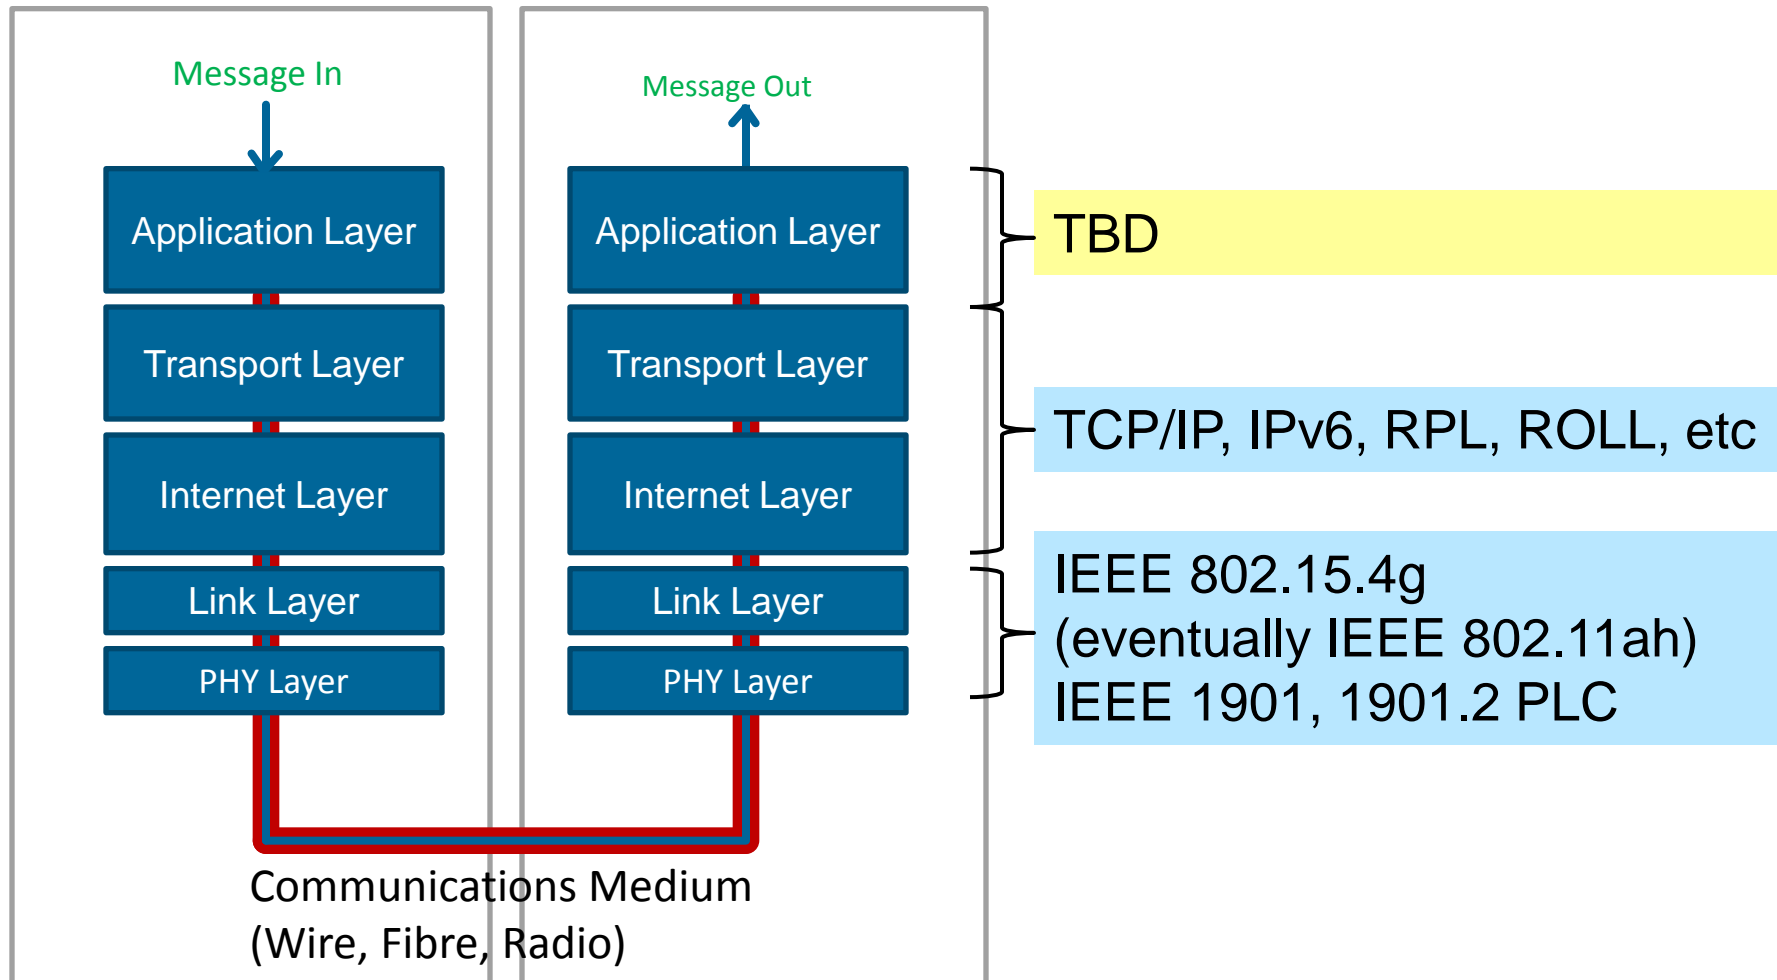 Message In
Application Layer
Transport Layer
Internet Layer
Link Layer
PHY Layer
Message Out
Application Layer
Transport Layer
Internet Layer
Link Layer
PHY Layer
Communications Medium
(Wire, Fibre, Radio)
TBD
TCP/IP, IPv6, RPL, ROLL, etc
IEEE 802.15.4g
(eventually IEEE 802.11ah)
IEEE 1901, 1901.2 PLC